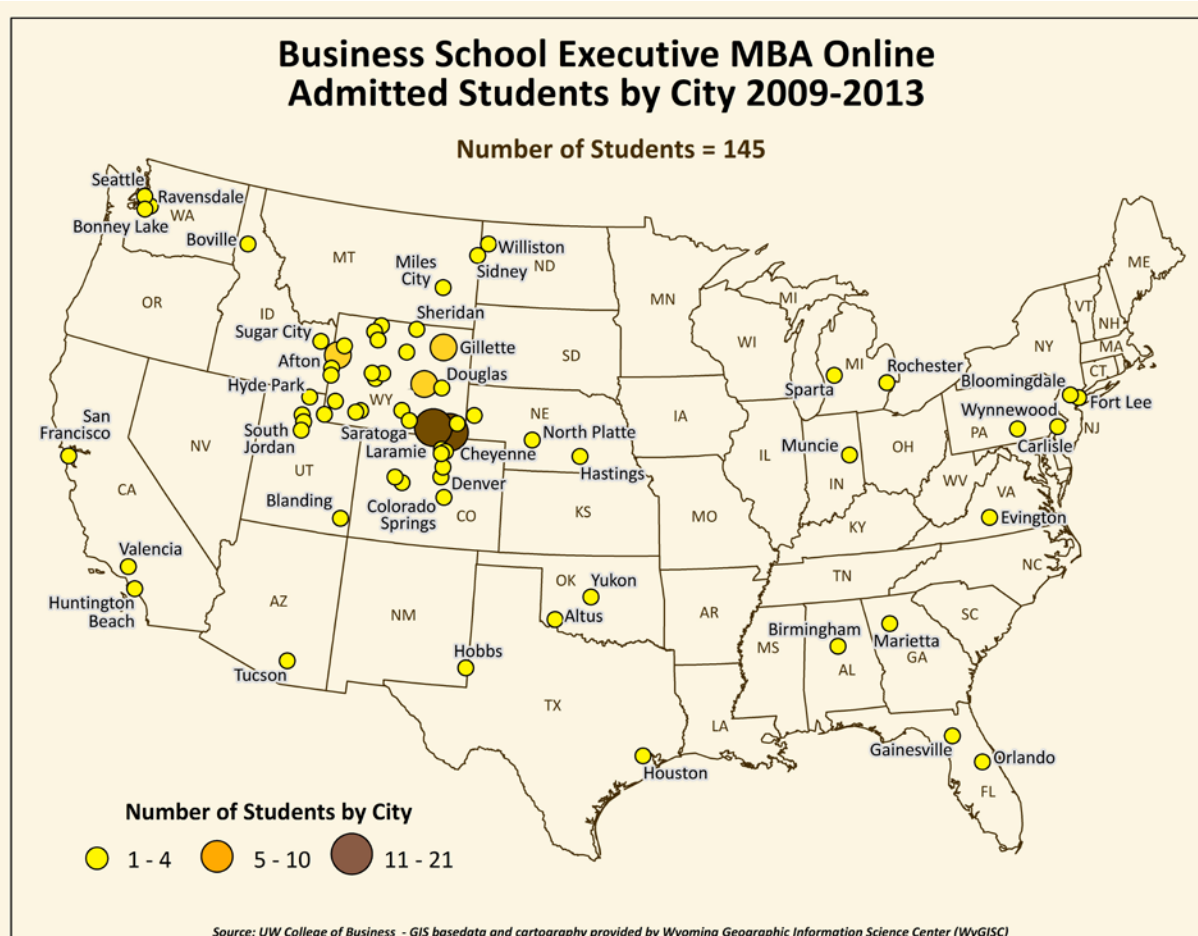 Business School Executive MBA Online
Admitted Students by City 2009-2013
Number of Students = 145
Seattle
Ravensdale
WA
Bonney Lake
Boville
MT
Williston
Sidney
ND
Miles
City
OR
ID
Sheridan
Sugar City
Gillette
Afton
Douglas
Hyde Park
WY
SD
MN
WI
MI
MI
ME
VT
NH
NY
MA
CT
Rochester
Sparta
Bloomingdale
Fort Lee
Wynnewood
NJ
PA
Carlisle
San
Francisco
NV
South
Jordan
Saratoga
Laramie
Cheyenne
NE
North Platte
Hastings
IA
Muncie
OH
IL
IN
CA
UT
Denver
Colorado
Springs
CO
Blanding
KS
MO
WV
VA
Evington
KY
Valencia
Huntington
Beach
AZ
NM
OK
Yukon
Altus
AR
TN
NC
SC
Birmingham
Marietta
MS
AL
GA
Tucson
Hobbs
TX
LA
Houston
Gainesville
Orlando
FL
Number of Students by City
1 - 4
5 - 10
11 - 21
Source: UW College of Business - GIS basedata and cartography provided by Wyoming Geographic Information Science Center (WyGISC)